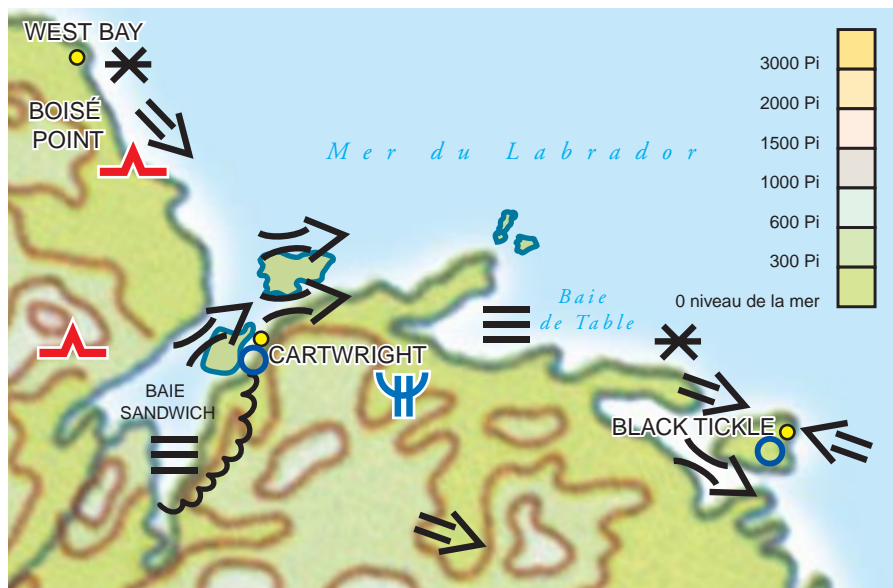 WEST BAY
BOISÉ
POINT
Mer du Labrador
3000 Pi
2000 Pi
1500 Pi
1000 Pi
600 Pi
300 Pi
0 niveau de la mer
Baie
de Table
CARTWRIGHT
BAIE
SANDWICH
BLACK TICKLE